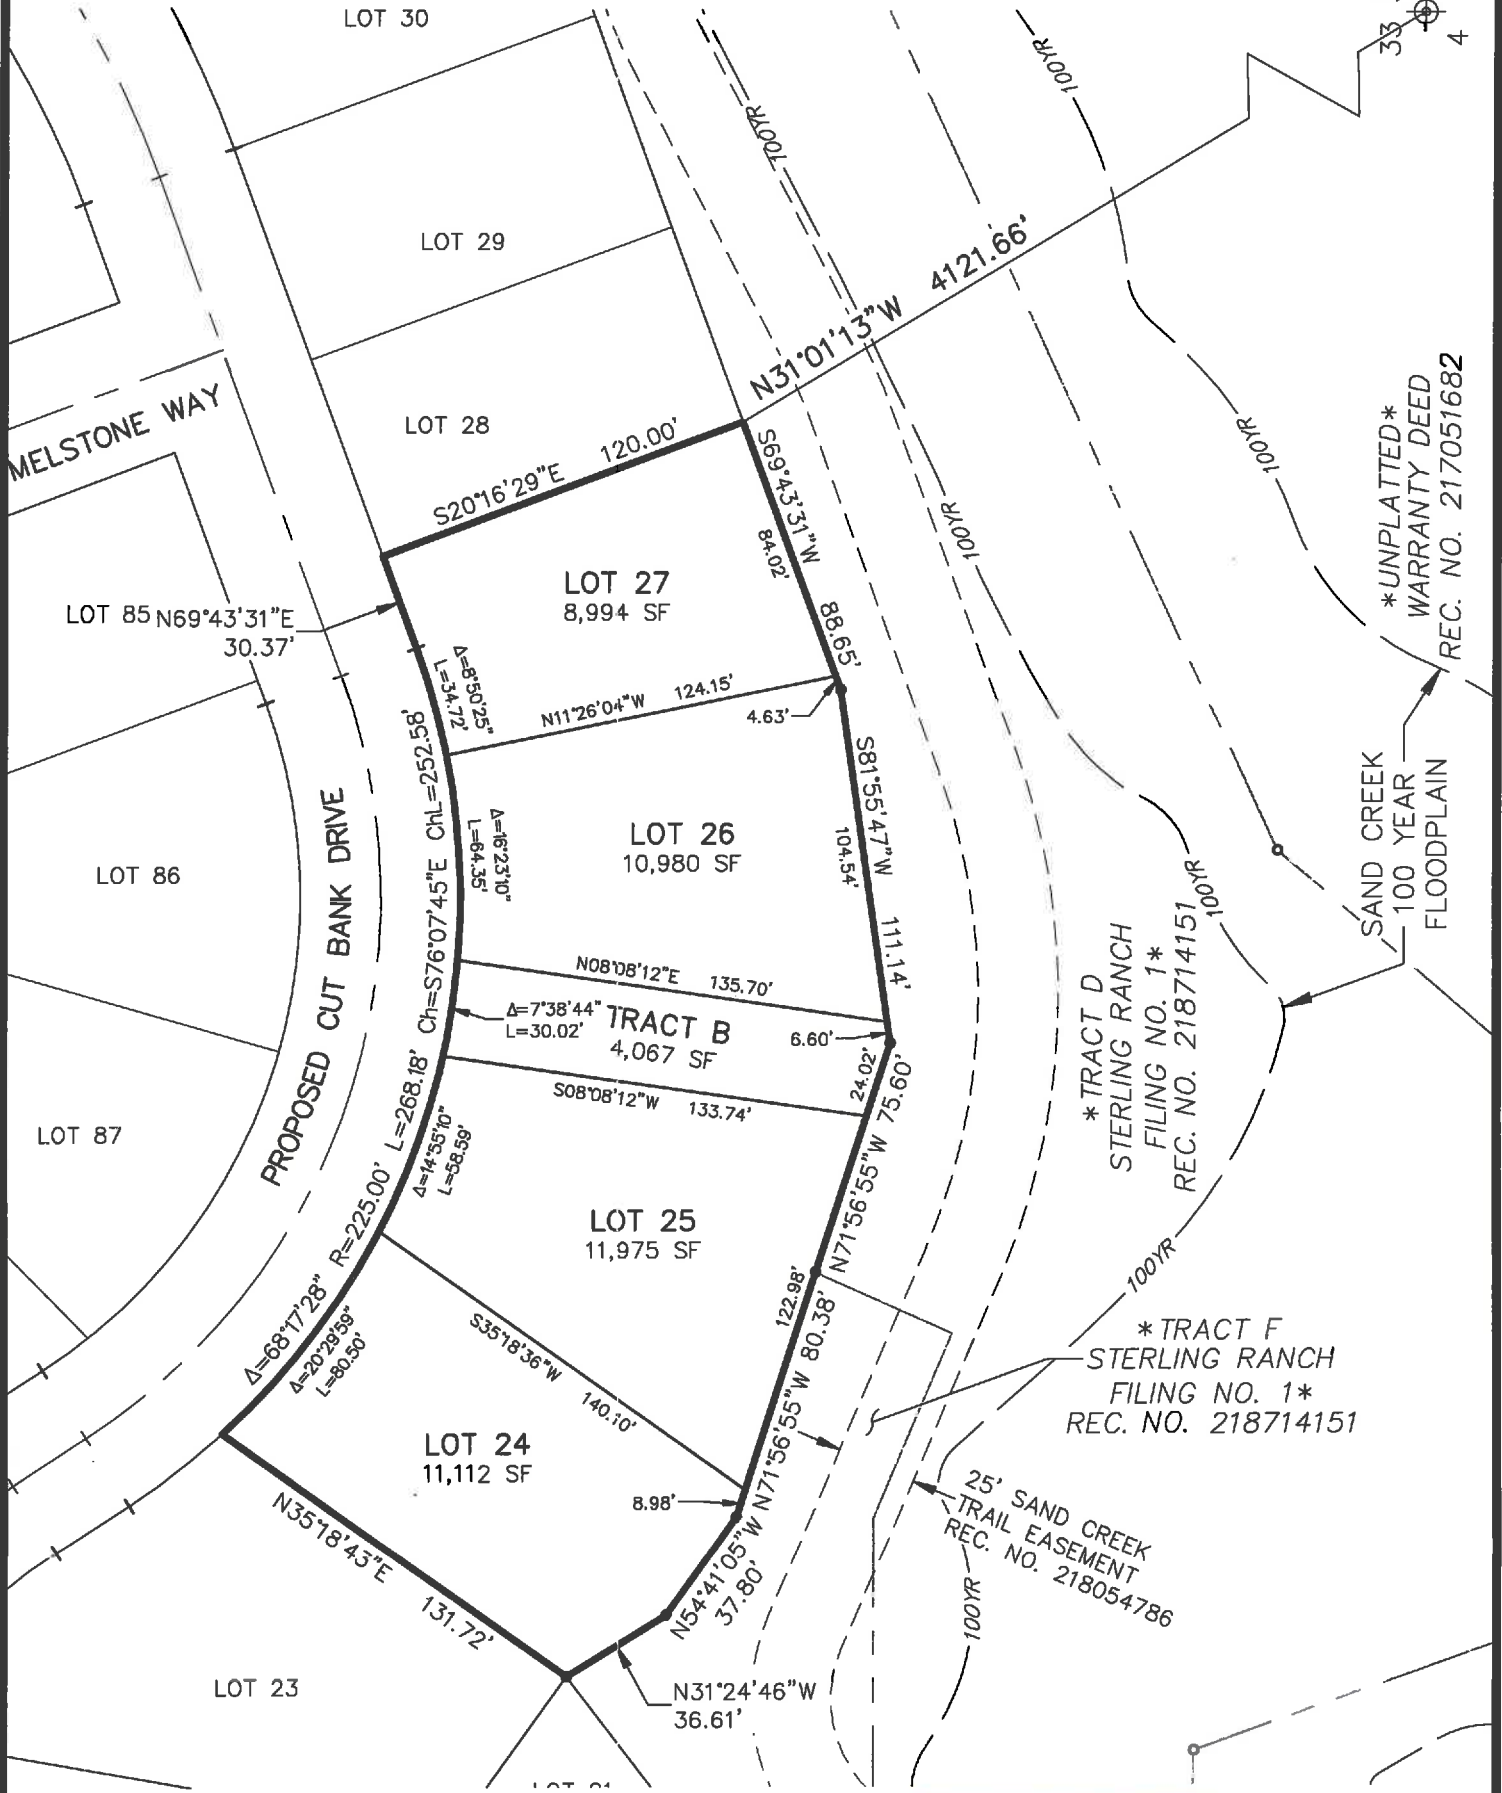 LOT 30
33
4
100YR
100YR
LOT 29
4121.66'
N31°01'13"W
MELSTONE WAY
LOT 28
120.00'
S20°16'29"E
S69°43'31"W
84.02'
88.65'
100YR
100YR
*UNPLATTED*
WARRANTY DEED
REC. NO. 217051682
LOT 27
8,994 SF
LOT 85
N69°43'31"E
30.37'
Δ=8°50'25"
L=34.72'
N11°26'04"W
124.15'
4.63'
S81°55'47"W
104.54'
111.14'
LOT 26
10,980 SF
Δ=16°23'10"
L=64.35'
LOT 86
PROPOSED CUT BANK DRIVE
Δ=68°17'28" R=225.00' L=268.18' Ch=S76°07'45"E ChL=252.58'
SAND CREEK
100 YEAR
FLOODPLAIN
100YR
N08°08'12"E
135.70'
Δ=7°38'44"
L=30.02'
TRACT B
4,067 SF
6.60'
24.02'
S08°08'12"W
133.74'
N71°56'55"W 75.60'
*TRACT D
STERLING RANCH
FILING NO. 1*
REC. NO. 218714151
LOT 87
Δ=14°55'10"
L=58.59'
LOT 25
11,975 SF
122.98'
N71°56'55"W 80.38'
100YR
*TRACT F
STERLING RANCH
FILING NO. 1*
REC. NO. 218714151
Δ=20°29'59"
L=80.50'
S35°18'36"W
140.10'
LOT 24
11,112 SF
8.98'
N35°18'43"E
131.72'
N54°41'05"W
37.80'
25' SAND CREEK
TRAIL EASEMENT
REC. NO. 218054786
100YR
LOT 23
N31°24'46"W
36.61'